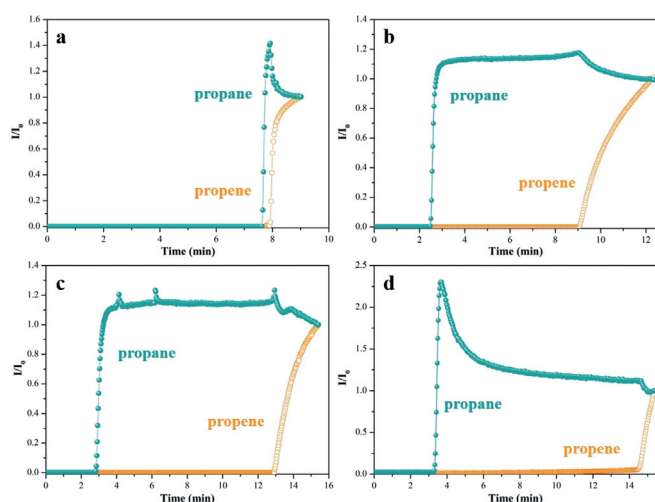 a
1.4
1.2
1.0
0.8
0.6
0.4
0.2
0.0
I/I0
propane
propene
0 2 4 6 8 10
Time (min)
b
1.4
1.2
1.0
0.8
0.6
0.4
0.2
0.0
I/I0
propane
propene
0 2 4 6 8 10 12
Time (min)
c
1.4
1.2
1.0
0.8
0.6
0.4
0.2
0.0
I/I0
propane
propene
0 2 4 6 8 10 12 14 16
Time (min)
d
2.5
2.0
1.5
1.0
0.5
0.0
I/I0
propane
propene
0 2 4 6 8 10 12 14
Time (min)